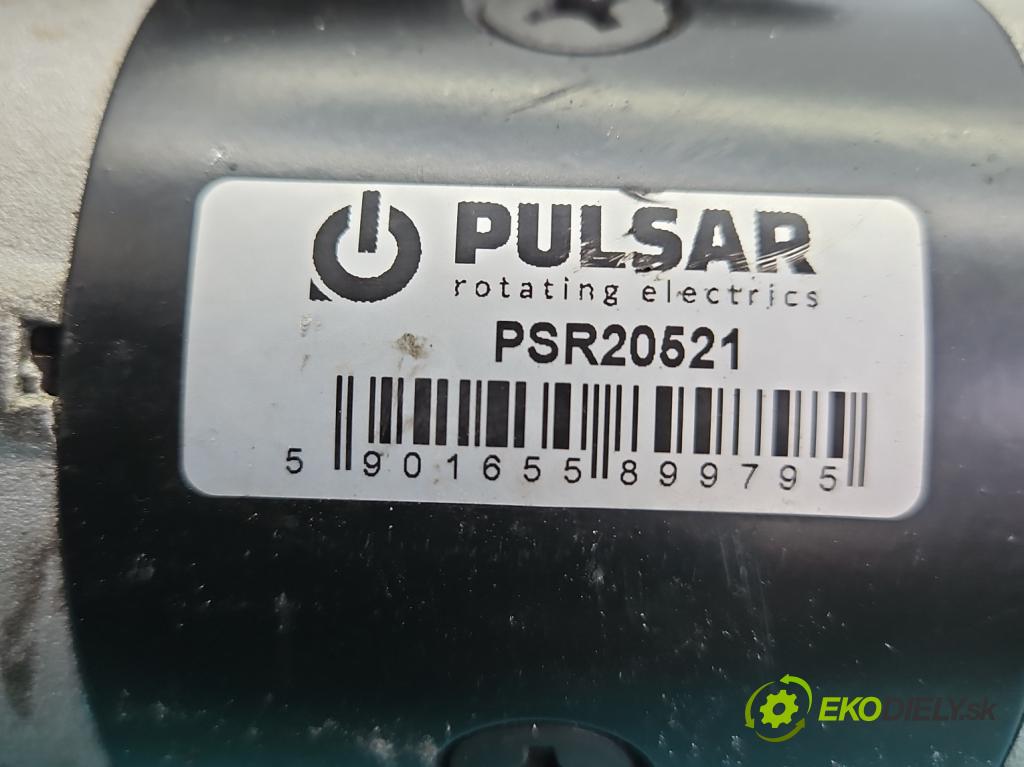 PULSAR
rotating electrics
PSR20521
5 901655 899795
EKODIELY.sk